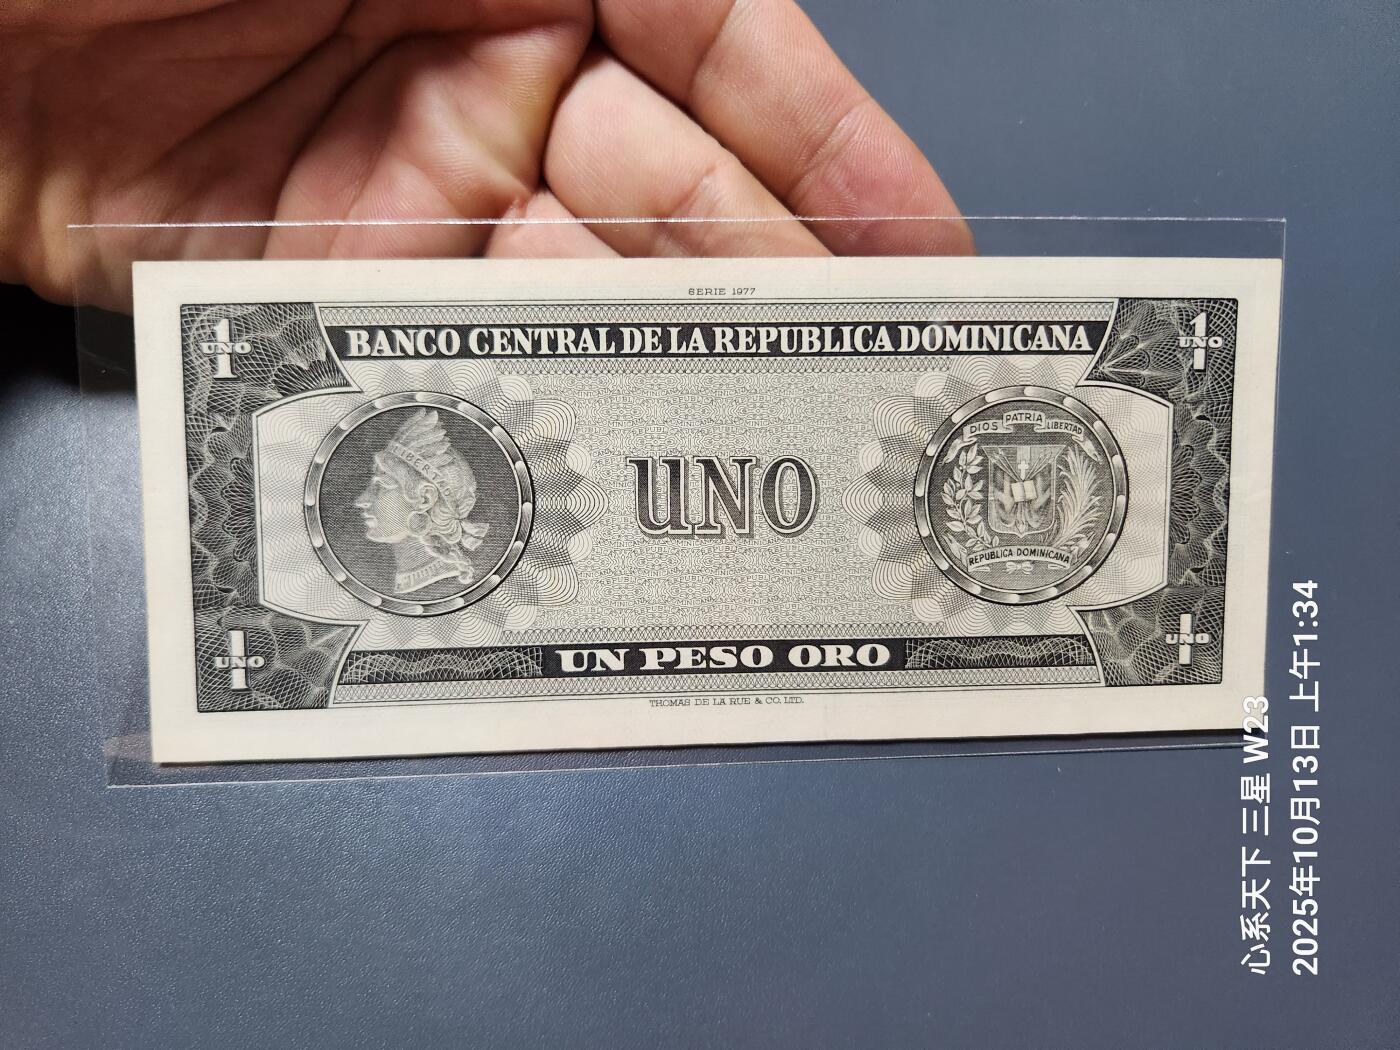 SERIE 1977
1
UNO
BANCO CENTRAL DE LA REPUBLICA DOMINICANA
1
UNO
LIBERTAD
UNO
DIOS PATRIA LIBERTAD
REPUBLICA DOMINICANA
1
UNO
UN PESO ORO
1
UNO
THOMAS DE LA RUE & CO. LTD.
心系天下 三星 W23
2025年10月13日 上午1:34